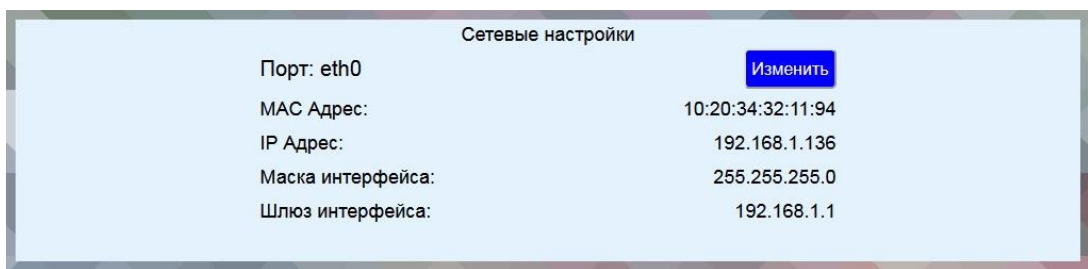 Сетевые настройки
Порт: eth0 Изменить
MAC Адрес: 10:20:34:32:11:94
IP Адрес: 192.168.1.136
Маска интерфейса: 255.255.255.0
Шлюз интерфейса: 192.168.1.1